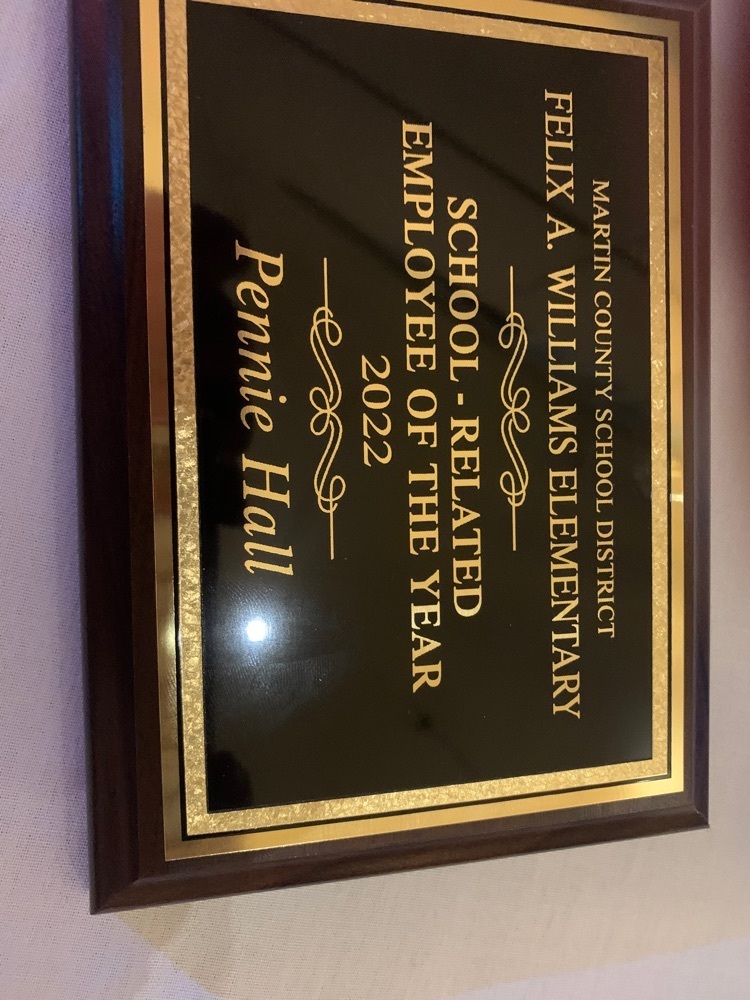 MARTIN COUNTY SCHOOL DISTRICT
FELIX A. WILLIAMS ELEMENTARY
SCHOOL - RELATED
EMPLOYEE OF THE YEAR
2022
Pennie Hall